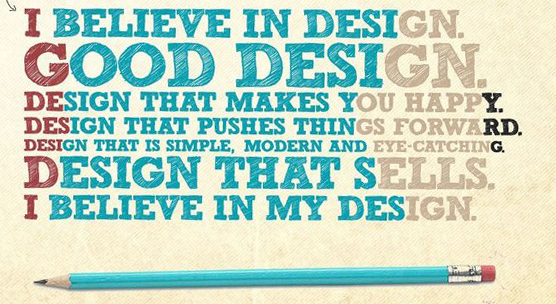 I BELIEVE IN DESIGN.
GOOD DESIGN.
DESIGN THAT MAKES YOU HAPPY.
DESIGN THAT PUSHES THINGS FORWARD.
DESIGN THAT IS SIMPLE, MODERN AND EYE-CATCHING.
DESIGN THAT SELLS.
I BELIEVE IN MY DESIGN.